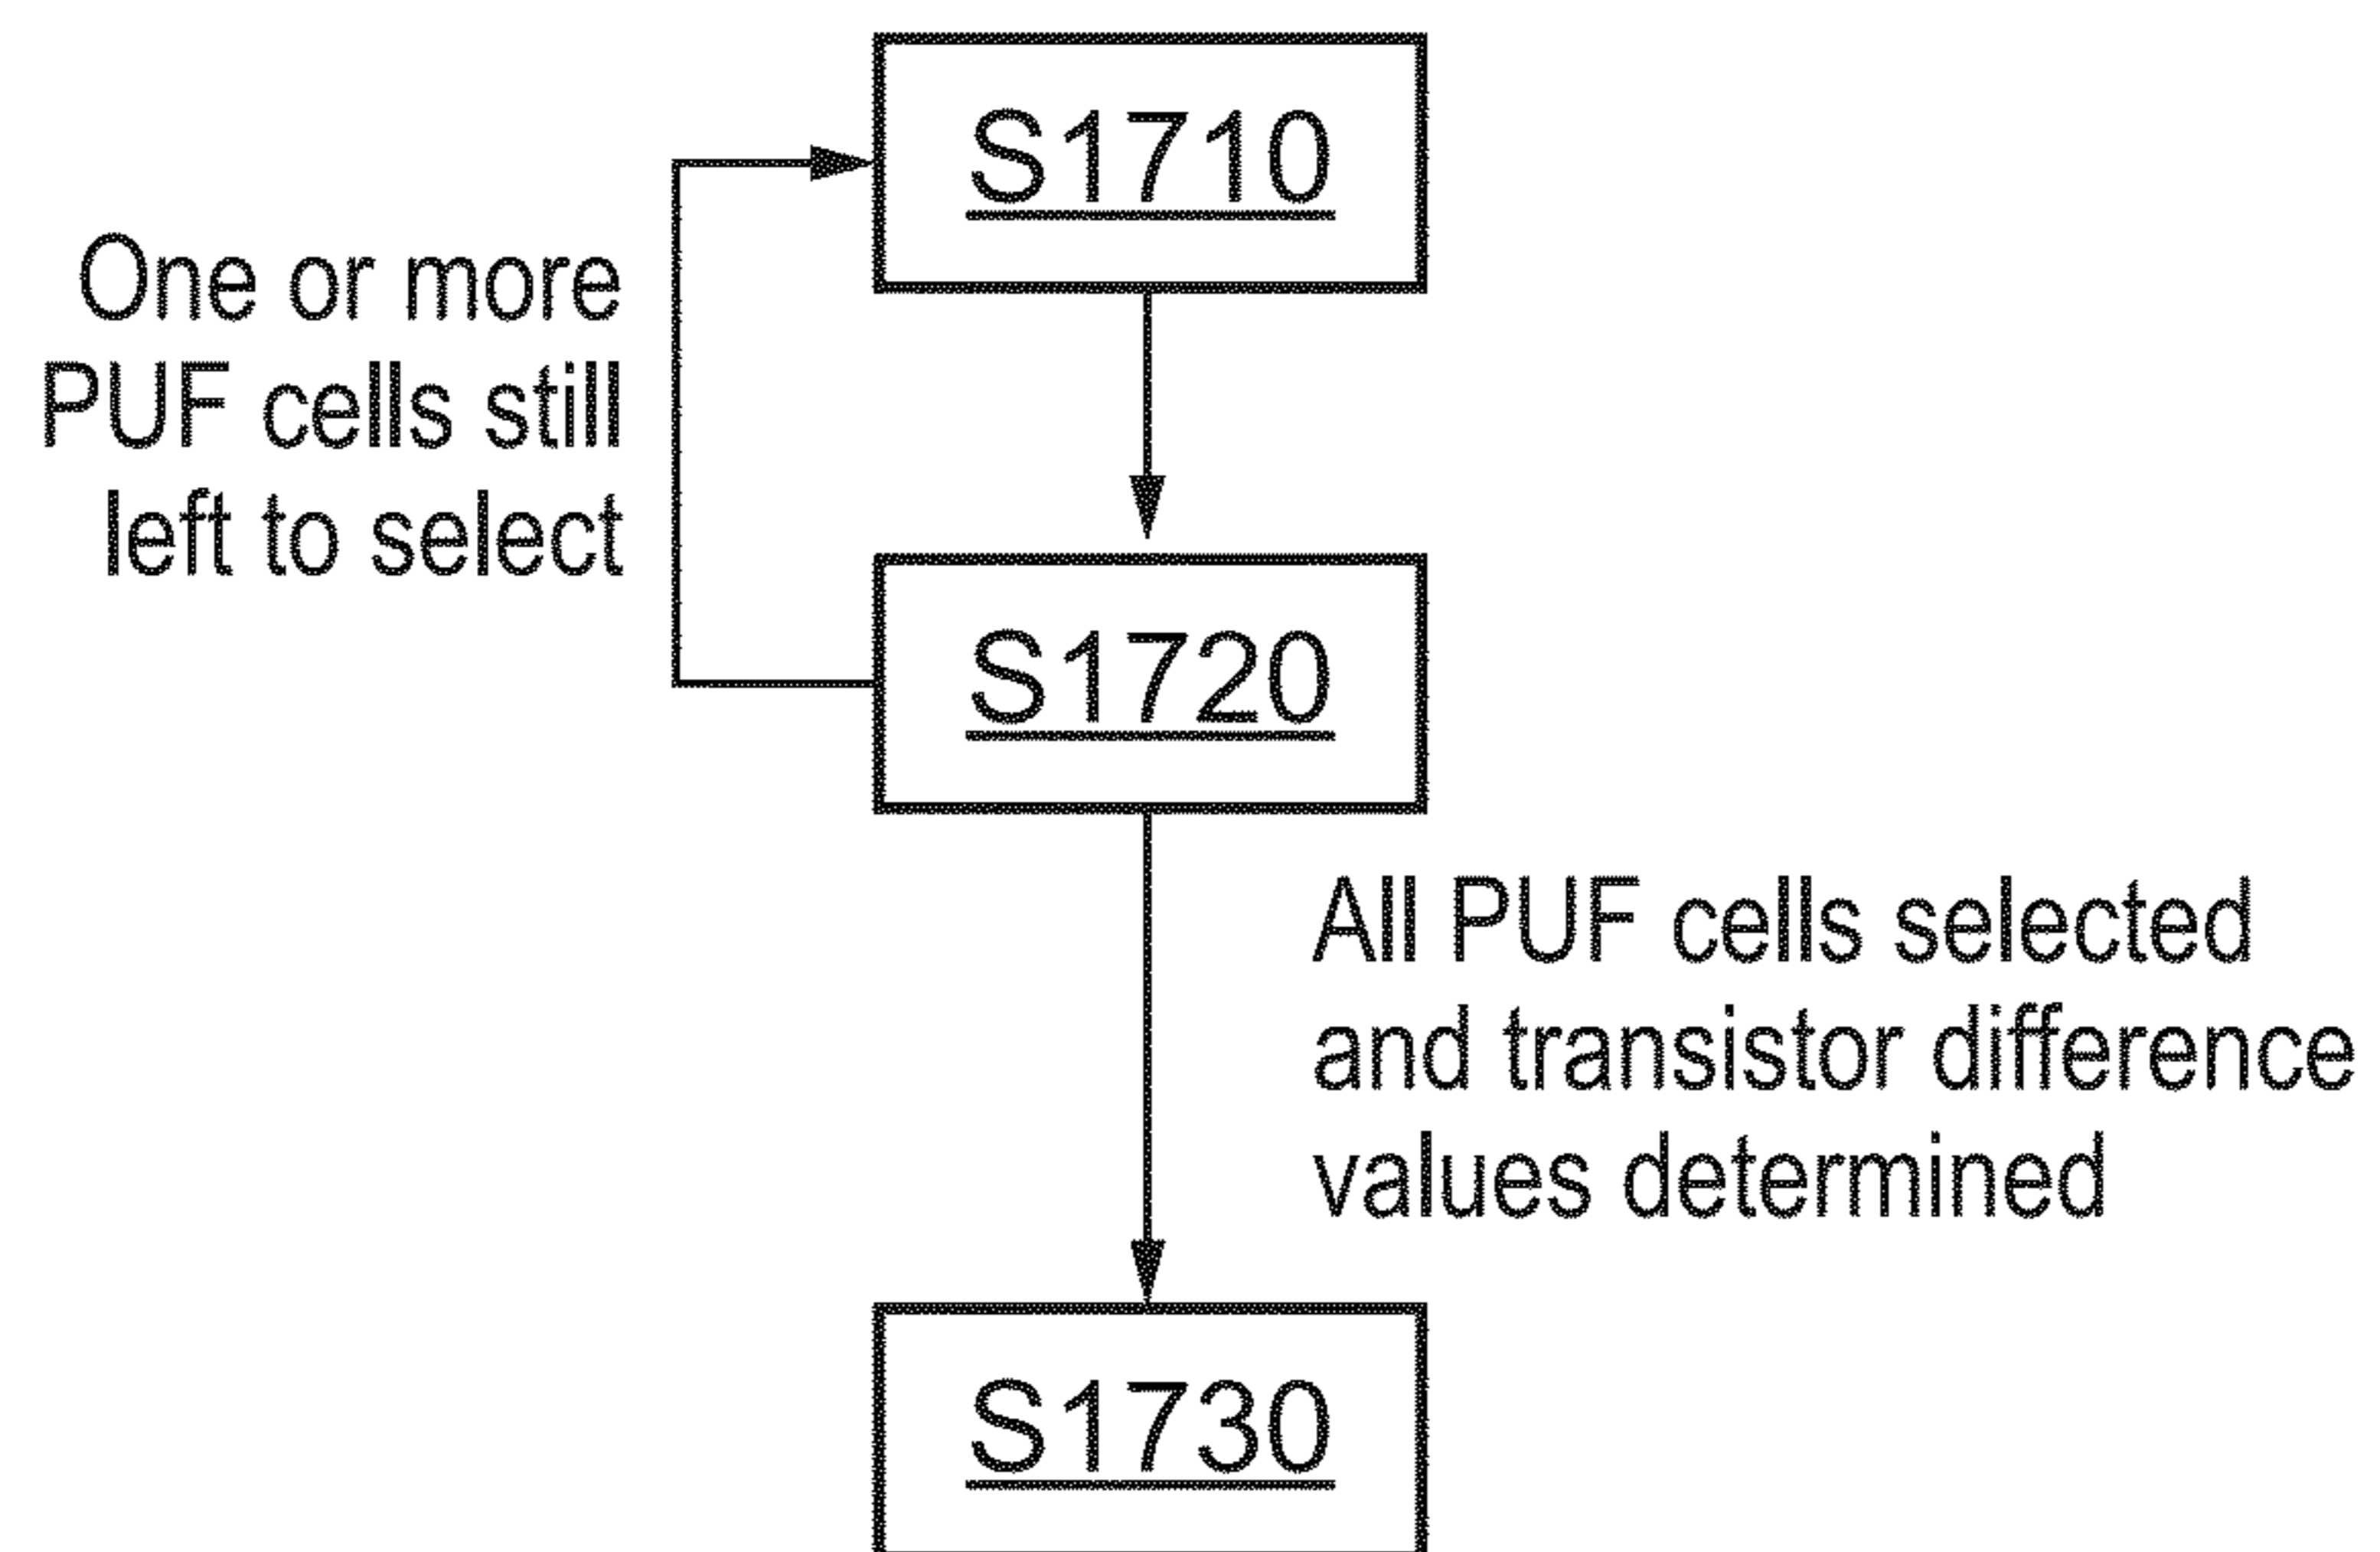 S1710
One or more
PUF cells still
left to select
S1720
All PUF cells selected
and transistor difference
values determined
S1730